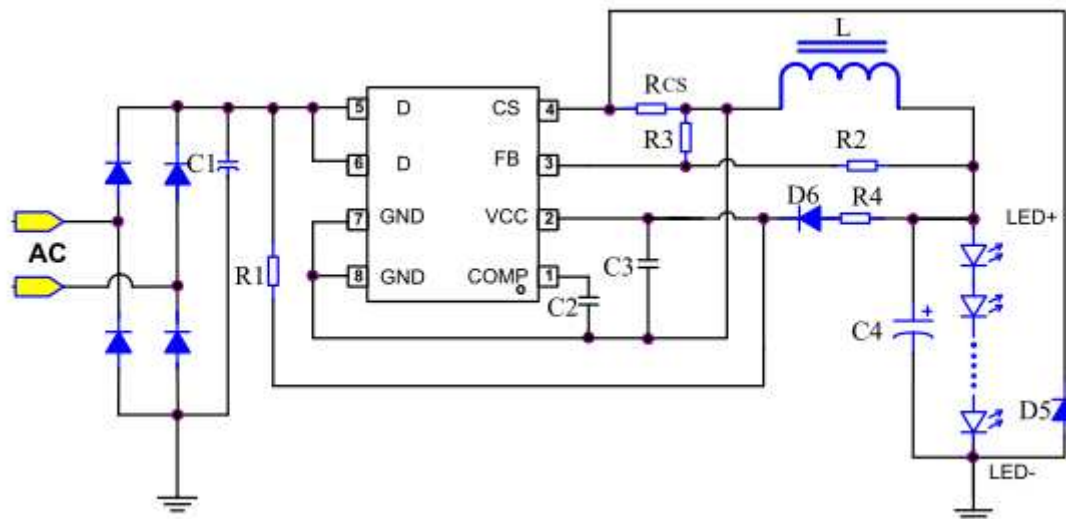 L
5 D CS 4
RCS
C1
R3
6 D FB 3
R2
D6 R4
7 GND VCC 2
LED+
AC
R1
8 GND COMP 1
C3
C2
C4
+
D5
LED-